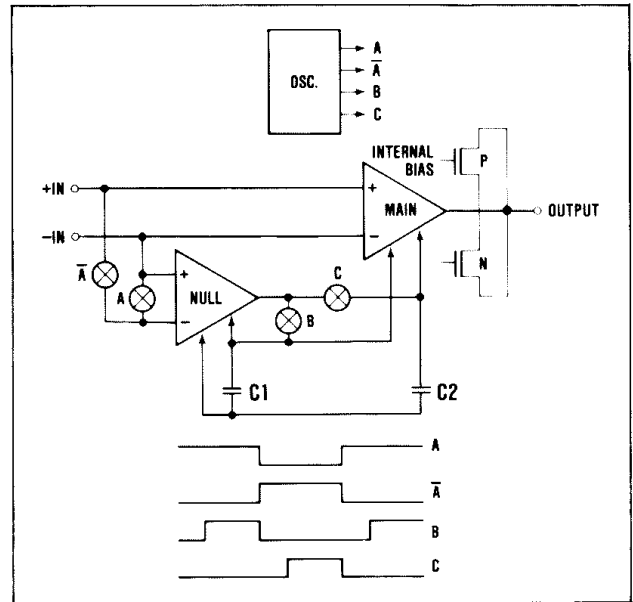 OSC.
A
A̅
B
C
INTERNAL
BIAS
P
+IN
+
MAIN
OUTPUT
−IN
−
N
A̅
A
+
NULL
−
C
B
C1
C2
A
A̅
B
C